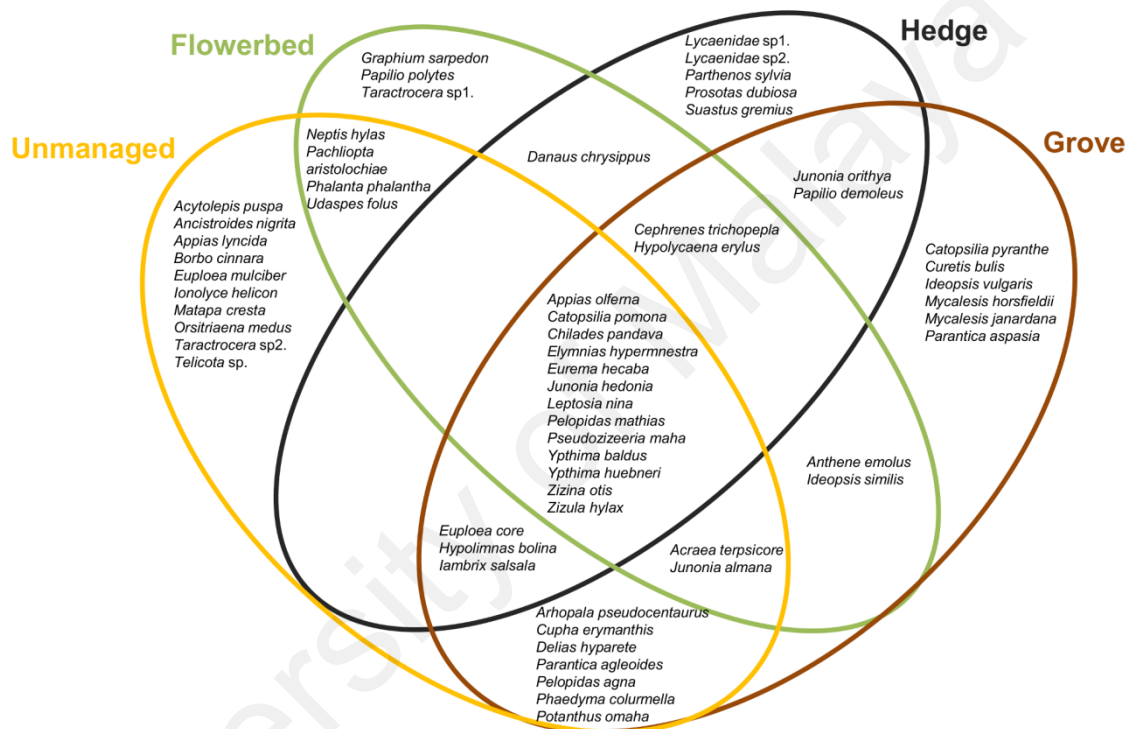 Hedge
Flowerbed
Graphium sarpedon
Papilio polytes
Taractrocera sp1.
Lycaenidae sp1.
Lycaenidae sp2.
Parthenos sylvia
Prosotas dubiosa
Suastus gremius
Unmanaged
Grove
Neptis hylas
Pachliopta
aristolochiae
Phalanta phalantha
Udaspes folus
Danaus chrysippus
Junonia orithya
Papilio demoleus
Acytolepis puspa
Ancistroides nigrita
Appias lyncida
Borbo cinnara
Euploea mulciber
Ionolyce helicon
Matapa cresta
Orsitriaena medus
Taractrocera sp2.
Telicota sp.
Cephrenes trichopepla
Hypolycaena erylus
Catopsilia pyranthe
Curetis bulis
Ideopsis vulgaris
Mycalesis horsfieldii
Mycalesis janardana
Parantica aspasia
Appias olferna
Catopsilia pomona
Chilades pandava
Elymnias hypermnestra
Eurema hecaba
Junonia hedonia
Leptosia nina
Pelopidas mathias
Pseudozizeeria maha
Ypthima baldus
Ypthima huebneri
Zizina otis
Zizula hylax
Anthene emolus
Ideopsis similis
Euploea core
Hypolimnas bolina
Iambrix salsala
Acraea terpsicore
Junonia almana
Arhopala pseudocentaurus
Cupha erymanthis
Delias hyparete
Parantica agleoides
Pelopidas agna
Phaedyma columella
Potanthus omaha
ersity of Malaya